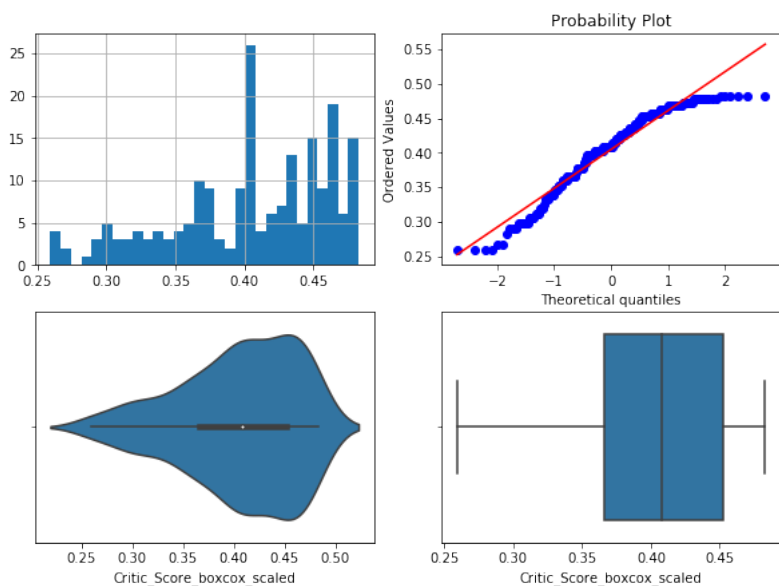 25
20
15
10
5
0
0.25 0.30 0.35 0.40 0.45
Probability Plot
Ordered Values
0.55
0.50
0.45
0.40
0.35
0.30
0.25
-2 -1 0 1 2
Theoretical quantiles
0.25 0.30 0.35 0.40 0.45 0.50
Critic_Score_boxcox_scaled
0.25 0.30 0.35 0.40 0.45
Critic_Score_boxcox_scaled